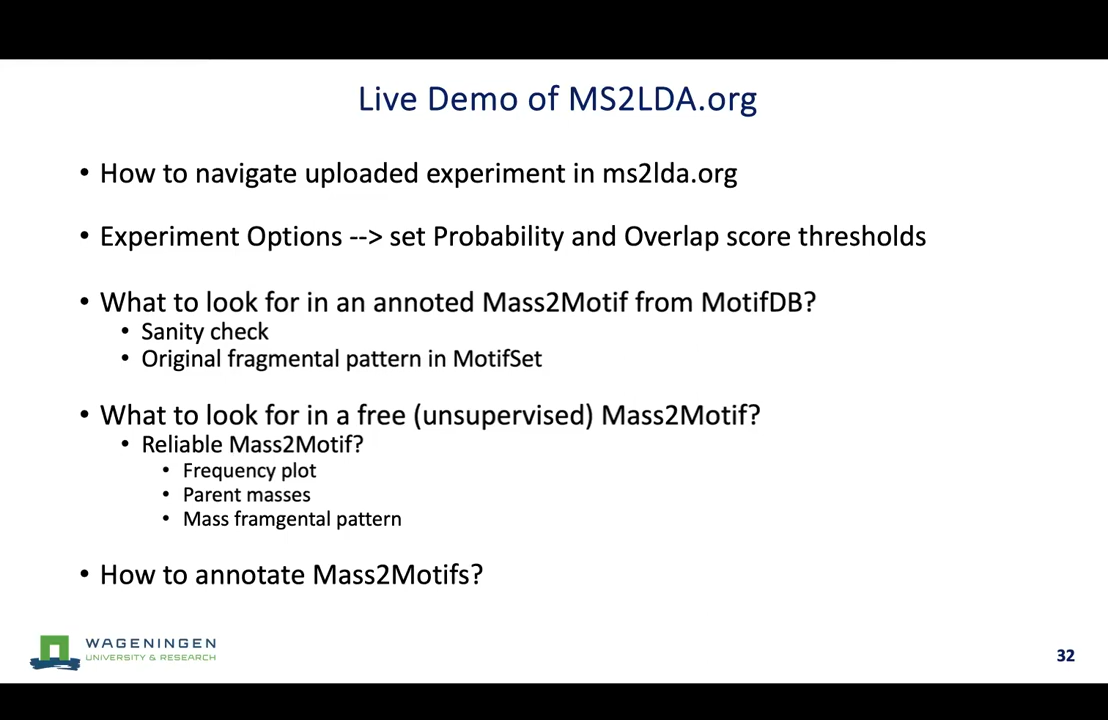 Live Demo of MS2LDA.org
• How to navigate uploaded experiment in ms2lda.org
• Experiment Options --> set Probability and Overlap score thresholds
• What to look for in an annoted Mass2Motif from MotifDB?
• Sanity check
• Original fragmental pattern in MotifSet
• What to look for in a free (unsupervised) Mass2Motif?
• Reliable Mass2Motif?
• Frequency plot
• Parent masses
• Mass framgental pattern
• How to annotate Mass2Motifs?
WAGENINGEN
UNIVERSITY & RESEARCH
32